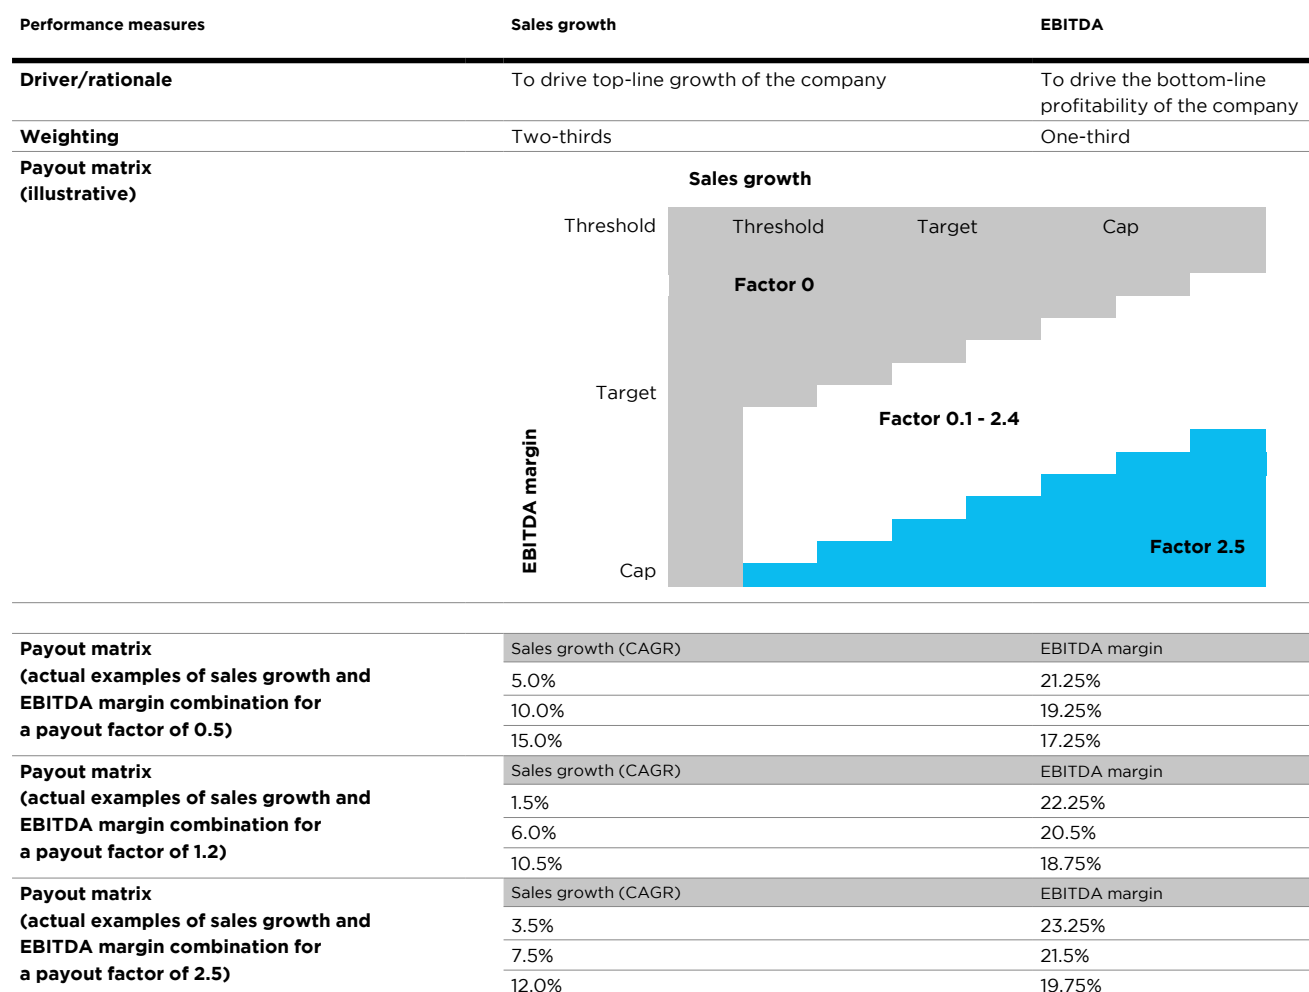 Performance measures Sales growth EBITDA
Driver/rationale To drive top-line growth of the company To drive the bottom-line
profitability of the company
Weighting Two-thirds One-third
Payout matrix
(illustrative)
Sales growth
Threshold Threshold Target Cap
Factor 0
Target
Factor 0.1 - 2.4
EBITDA margin
Factor 2.5
Cap
Payout matrix
(actual examples of sales growth and
EBITDA margin combination for
a payout factor of 0.5)
Sales growth (CAGR) EBITDA margin
5.0% 21.25%
10.0% 19.25%
15.0% 17.25%
Payout matrix
(actual examples of sales growth and
EBITDA margin combination for
a payout factor of 1.2)
Sales growth (CAGR) EBITDA margin
1.5% 22.25%
6.0% 20.5%
10.5% 18.75%
Payout matrix
(actual examples of sales growth and
EBITDA margin combination for
a payout factor of 2.5)
Sales growth (CAGR) EBITDA margin
3.5% 23.25%
7.5% 21.5%
12.0% 19.75%